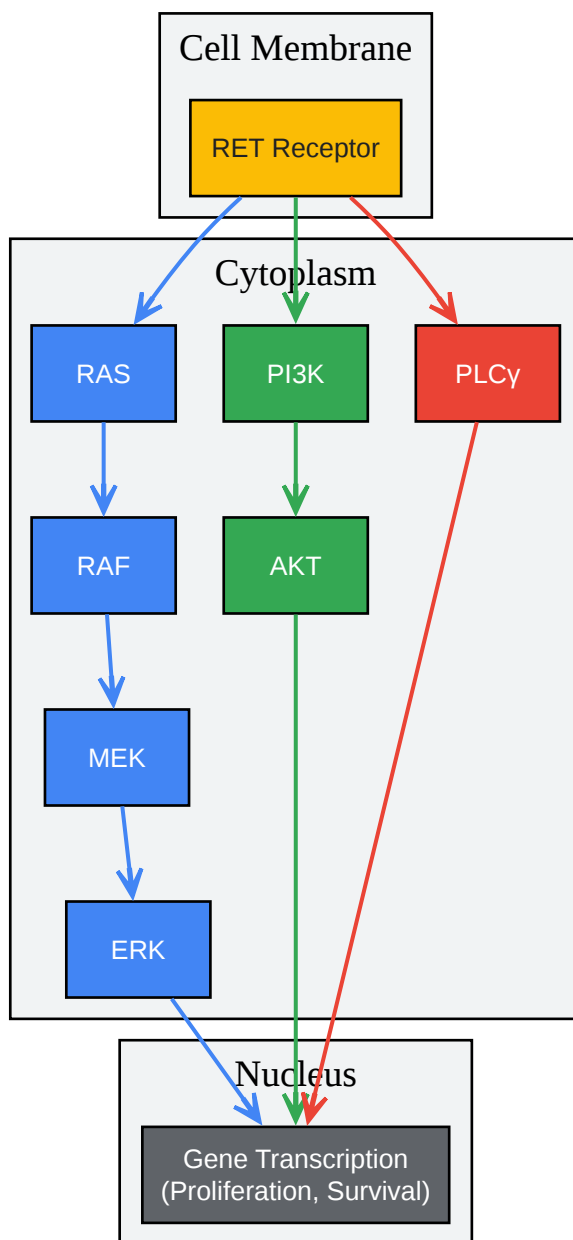 Cell Membrane
RET Receptor
Cytoplasm
RAS
PI3K
PLCγ
RAF
AKT
MEK
ERK
Nucleus
Gene Transcription
(Proliferation, Survival)